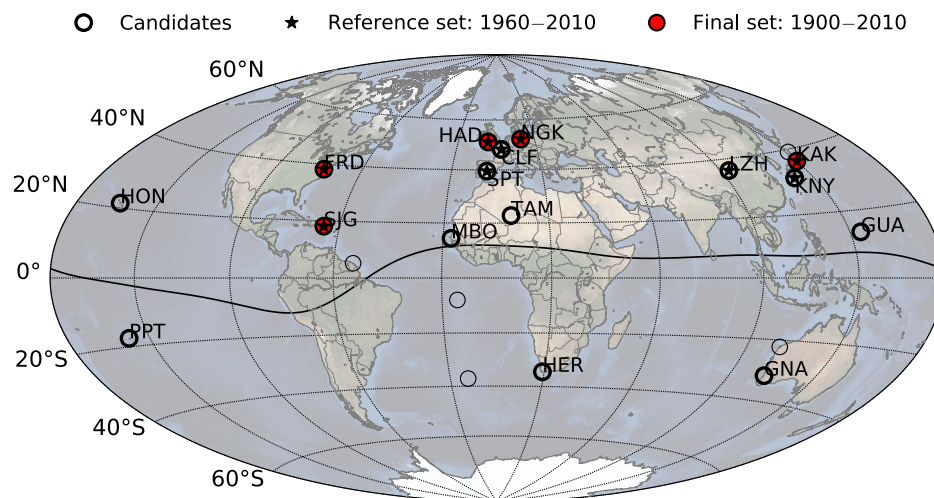 Candidates Reference set: 1960−2010 Final set: 1900−2010
60°N
40°N
HAD NGK
CLF
FRD
SPT
LZH
KAK
KNY
20°N
HON
TAM
SJG
MBO
GUA
0°
PPT
20°S
HER
GNA
40°S
60°S